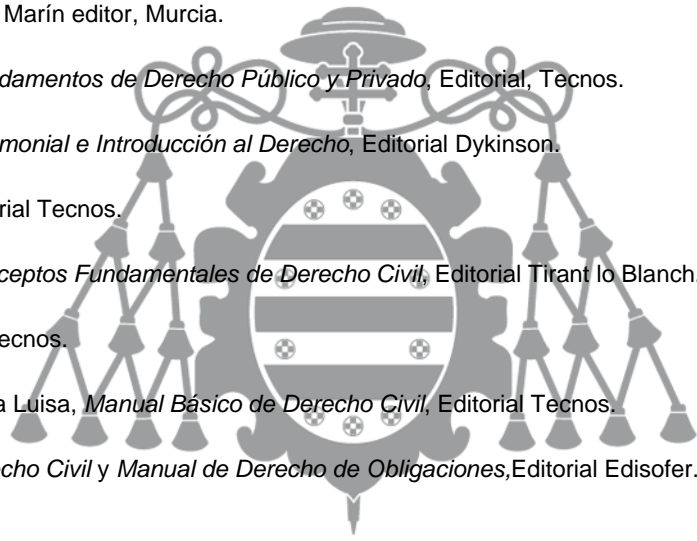 Marín editor, Murcia.
damentos de Derecho Público y Privado, Editorial, Tecnos.
monial e Introducción al Derecho, Editorial Dykinson.
rial Tecnos.
ceptos Fundamentales de Derecho Civil, Editorial Tirant lo Blanch.
ecnos.
a Luisa, Manual Básico de Derecho Civil, Editorial Tecnos.
echo Civil y Manual de Derecho de Obligaciones,Editorial Edisofer.